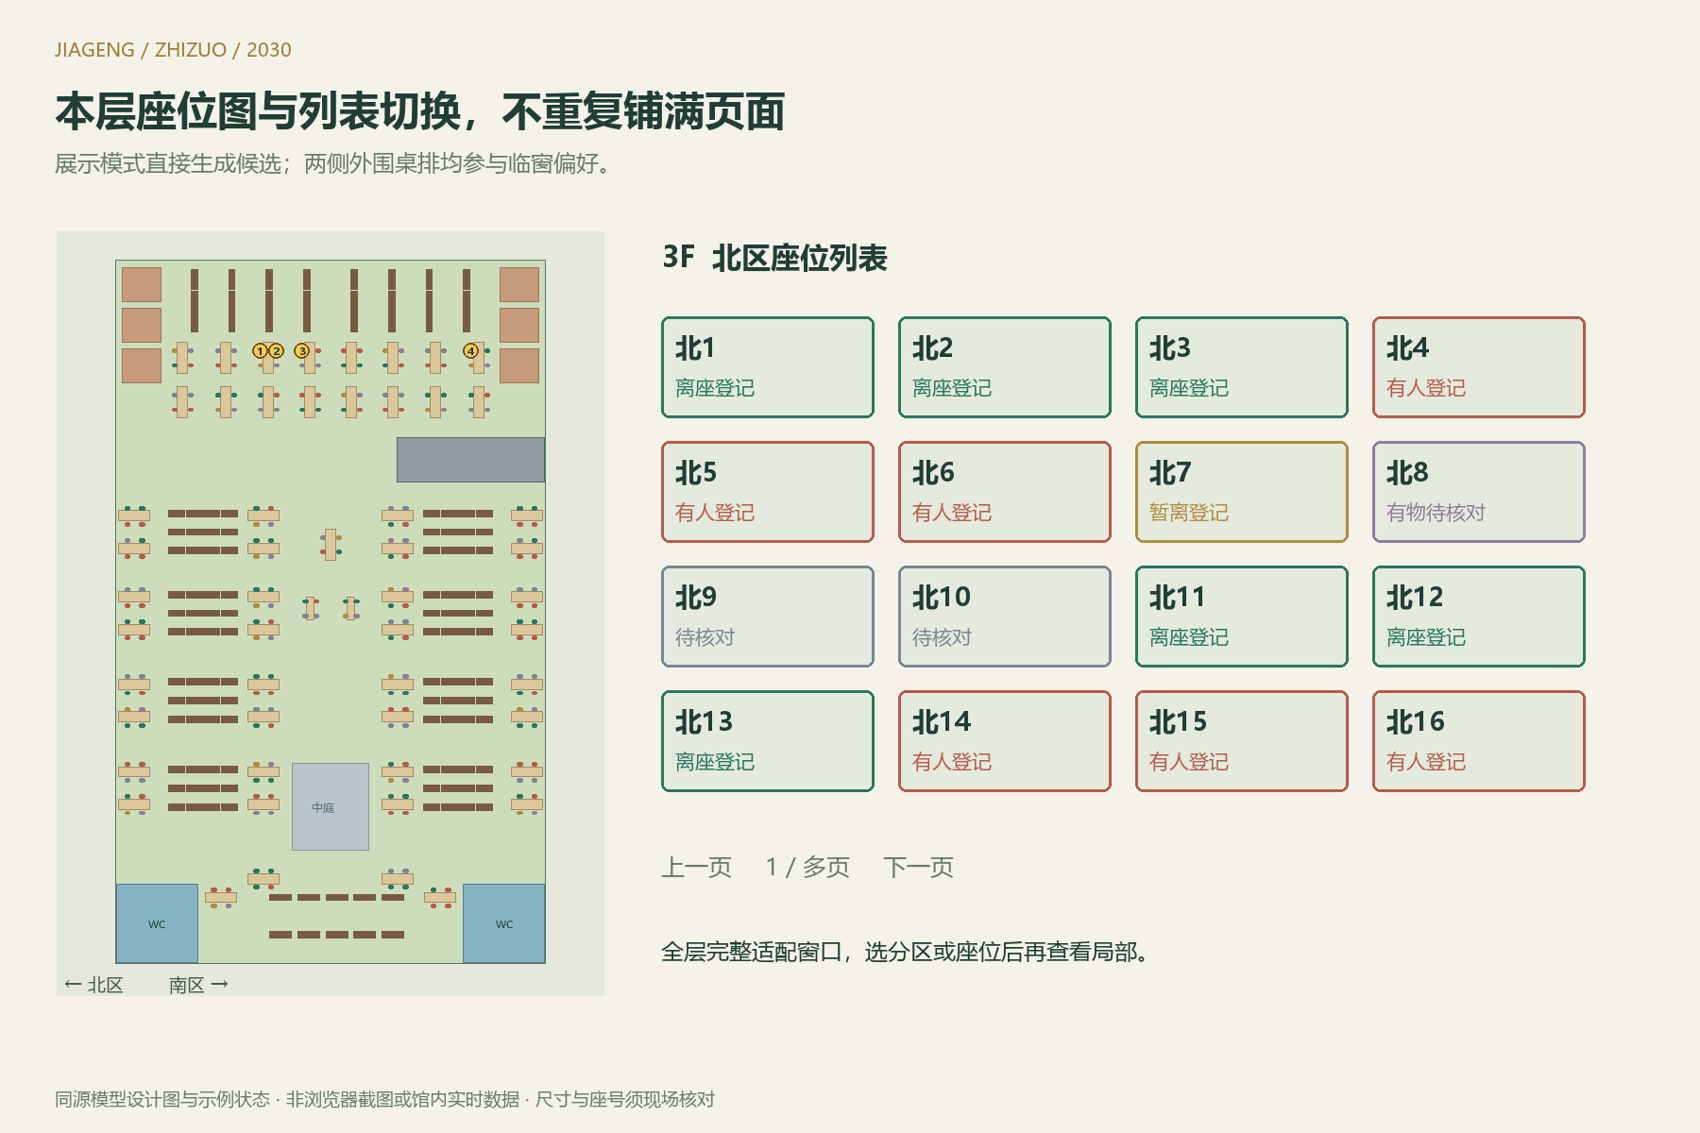 JIAGENG / ZHIZUO / 2030
本层座位图与列表切换，不重复铺满页面
展示模式直接生成候选；两侧外围桌排均参与临窗偏好。
1 2 3 4
中庭
WC WC
← 北区 南区 →
3F 北区座位列表
北1
离座登记
北2
离座登记
北3
离座登记
北4
有人登记
北5
有人登记
北6
有人登记
北7
暂离登记
北8
有物待核对
北9
待核对
北10
待核对
北11
离座登记
北12
离座登记
北13
离座登记
北14
有人登记
北15
有人登记
北16
有人登记
上一页 1 / 多页 下一页
全层完整适配窗口，选分区或座位后再查看局部。
同源模型设计图与示例状态 · 非浏览器截图或馆内实时数据 · 尺寸与座号须现场核对